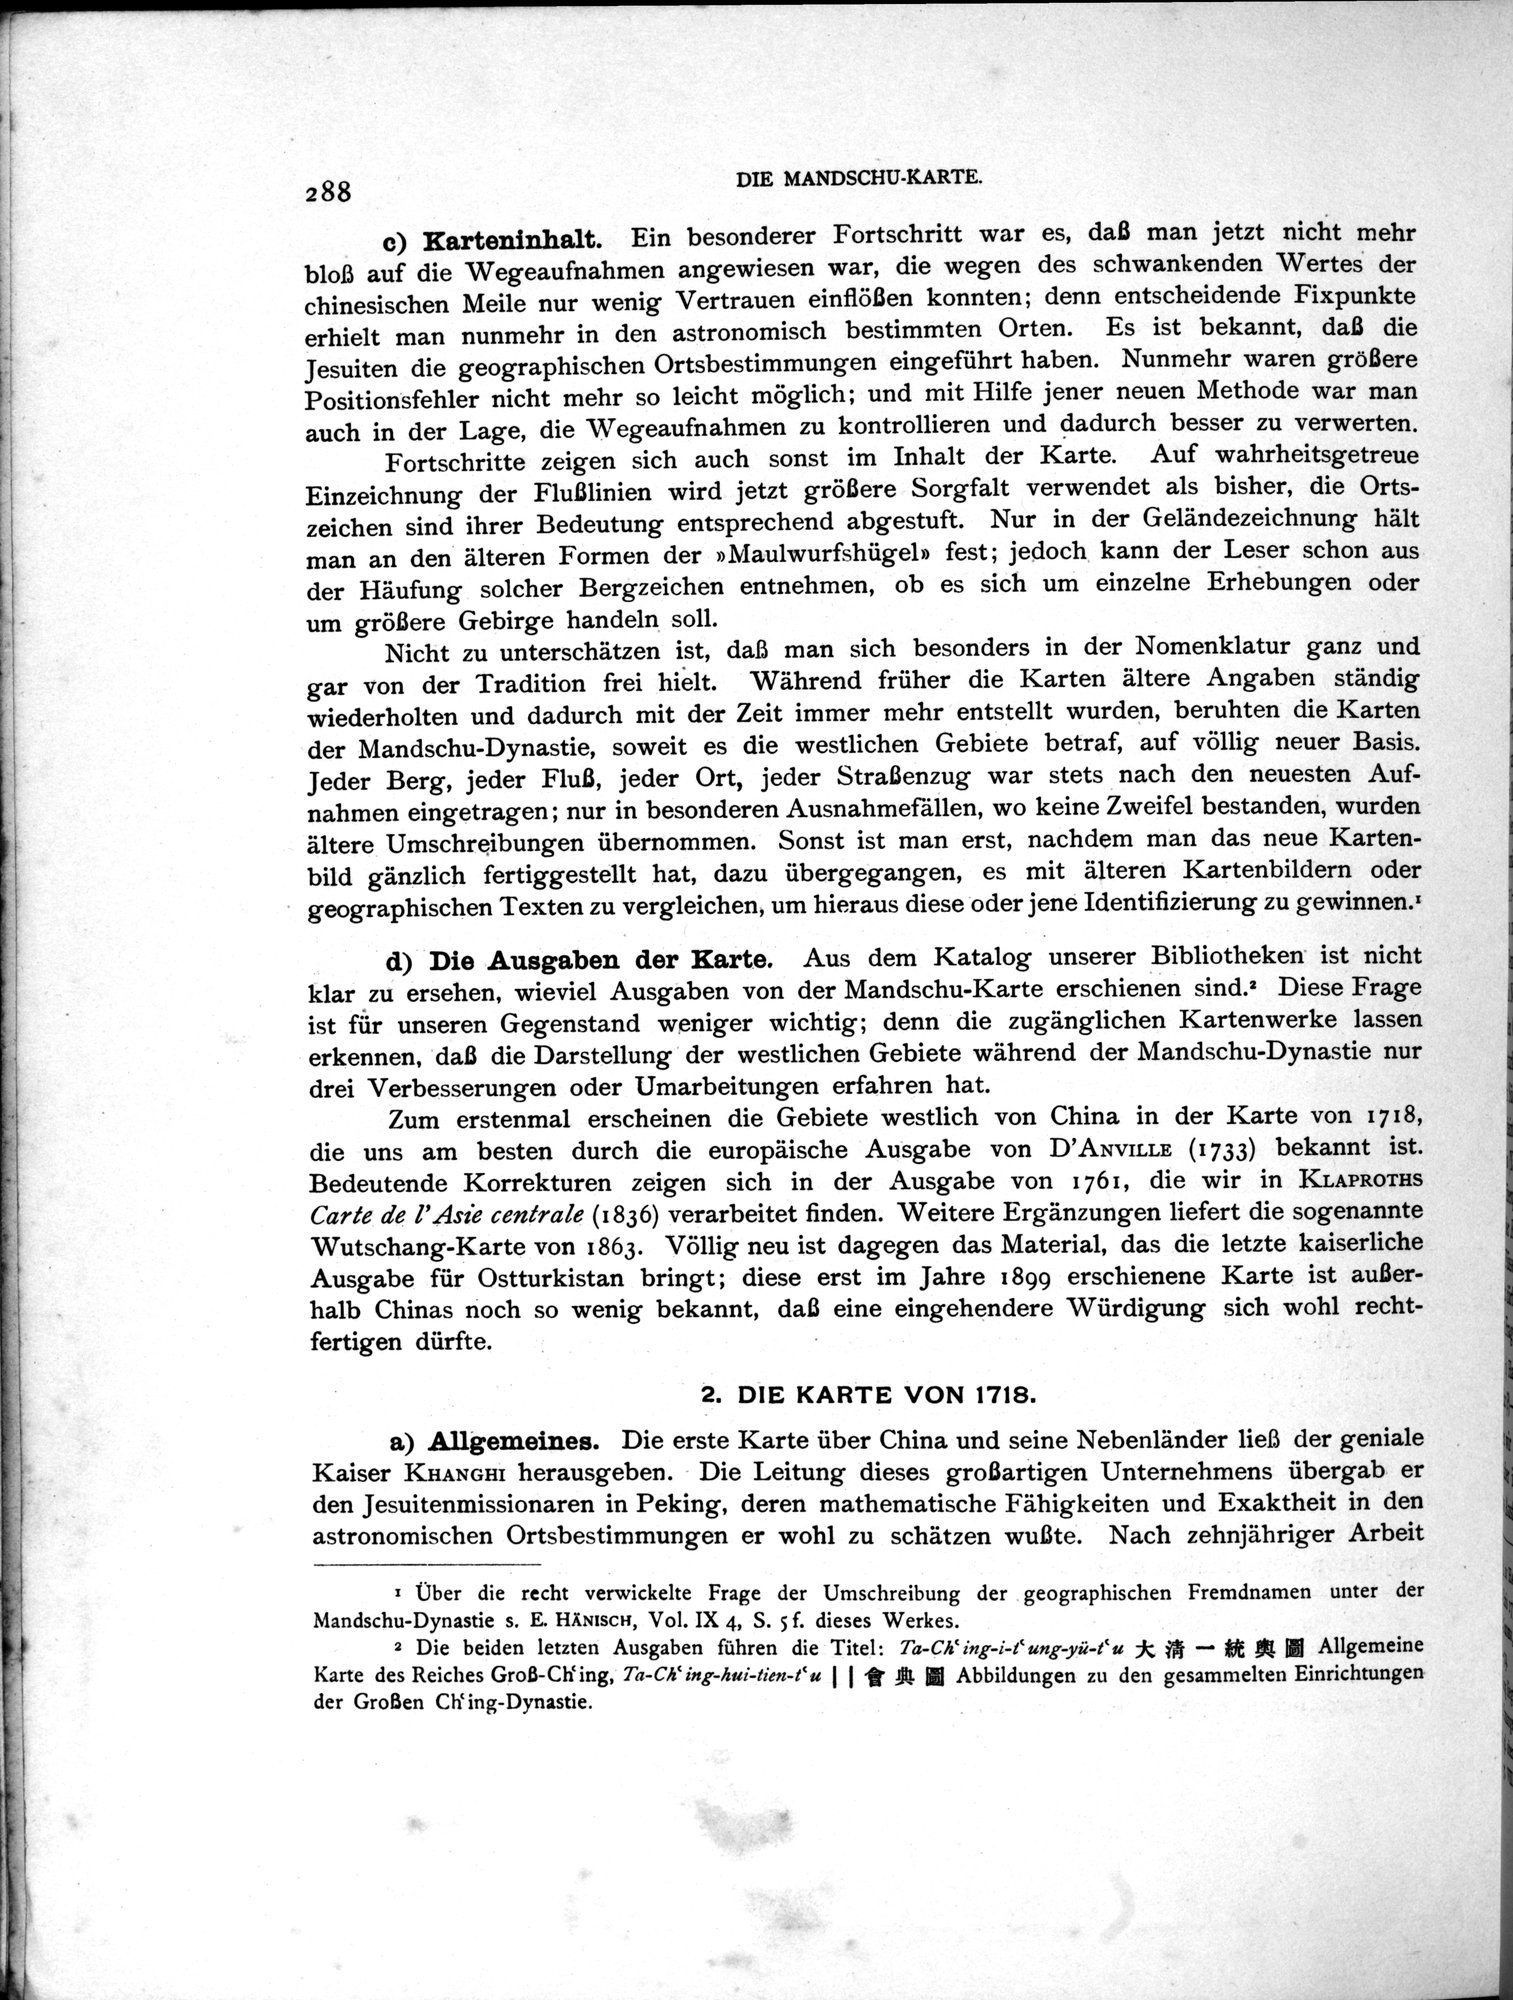 288
DIE MANDSCHU-KARTE.
c) Karteninhalt. Ein besonderer Fortschritt war es, daß man jetzt nicht mehr
bloß auf die Wegeaufnahmen angewiesen war, die wegen des schwankenden Wertes der
chinesischen Meile nur wenig Vertrauen einflößen konnten; denn entscheidende Fixpunkte
erhielt man nunmehr in den astronomisch bestimmten Orten. Es ist bekannt, daß die
Jesuiten die geographischen Ortsbestimmungen eingeführt haben. Nunmehr waren größere
Positionsfehler nicht mehr so leicht möglich; und mit Hilfe jener neuen Methode war man
auch in der Lage, die Wegeaufnahmen zu kontrollieren und dadurch besser zu verwerten.
Fortschritte zeigen sich auch sonst im Inhalt der Karte. Auf wahrheitsgetreue
Einzeichnung der Flußlinien wird jetzt größere Sorgfalt verwendet als bisher, die Orts-
zeichen sind ihrer Bedeutung entsprechend abgestuft. Nur in der Geländezeichnung hält
man an den älteren Formen der »Maulwurfshügel» fest; jedoch kann der Leser schon aus
der Häufung solcher Bergzeichen entnehmen, ob es sich um einzelne Erhebungen oder
um größere Gebirge handeln soll.
Nicht zu unterschätzen ist, daß man sich besonders in der Nomenklatur ganz und
gar von der Tradition frei hielt. Während früher die Karten ältere Angaben ständig
wiederholten und dadurch mit der Zeit immer mehr entstellt wurden, beruhten die Karten
der Mandschu-Dynastie, soweit es die westlichen Gebiete betraf, auf völlig neuer Basis.
Jeder Berg, jeder Fluß, jeder Ort, jeder Straßenzug war stets nach den neuesten Auf-
nahmen eingetragen; nur in besonderen Ausnahmefällen, wo keine Zweifel bestanden, wurden
ältere Umschreibungen übernommen. Sonst ist man erst, nachdem man das neue Karten-
bild gänzlich fertiggestellt hat, dazu übergegangen, es mit älteren Kartenbildern oder
geographischen Texten zu vergleichen, um hieraus diese oder jene Identifizierung zu gewinnen.¹
d) Die Ausgaben der Karte. Aus dem Katalog unserer Bibliotheken ist nicht
klar zu ersehen, wieviel Ausgaben von der Mandschu-Karte erschienen sind.² Diese Frage
ist für unseren Gegenstand weniger wichtig; denn die zugänglichen Kartenwerke lassen
erkennen, daß die Darstellung der westlichen Gebiete während der Mandschu-Dynastie nur
drei Verbesserungen oder Umarbeitungen erfahren hat.
Zum erstenmal erscheinen die Gebiete westlich von China in der Karte von 1718,
die uns am besten durch die europäische Ausgabe von D'ANVILLE (1733) bekannt ist.
Bedeutende Korrekturen zeigen sich in der Ausgabe von 1761, die wir in KLAPROTHS
Carte de l'Asie centrale (1836) verarbeitet finden. Weitere Ergänzungen liefert die sogenannte
Wutschang-Karte von 1863. Völlig neu ist dagegen das Material, das die letzte kaiserliche
Ausgabe für Ostturkistan bringt; diese erst im Jahre 1899 erschienene Karte ist außer-
halb Chinas noch so wenig bekannt, daß eine eingehendere Würdigung sich wohl recht-
fertigen dürfte.
2. DIE KARTE VON 1718.
a) Allgemeines. Die erste Karte über China und seine Nebenländer ließ der geniale
Kaiser KHANGHI herausgeben. Die Leitung dieses großartigen Unternehmens übergab er
den Jesuitenmissionaren in Peking, deren mathematische Fähigkeiten und Exaktheit in den
astronomischen Ortsbestimmungen er wohl zu schätzen wußte. Nach zehnjähriger Arbeit
¹ Über die recht verwickelte Frage der Umschreibung der geographischen Fremdnamen unter der
Mandschu-Dynastie s. E. HÄNISCH, Vol. IX 4, S. 5 f. dieses Werkes.
² Die beiden letzten Ausgaben führen die Titel: Ta-Chʿing-i-tʿung-yü-tʿu 大清一統輿圖 Allgemeine
Karte des Reiches Groß-Chʿing, Ta-Chʿing-hui-tien-tʿu | | 會典圖 Abbildungen zu den gesammelten Einrichtungen
der Großen Chʿing-Dynastie.